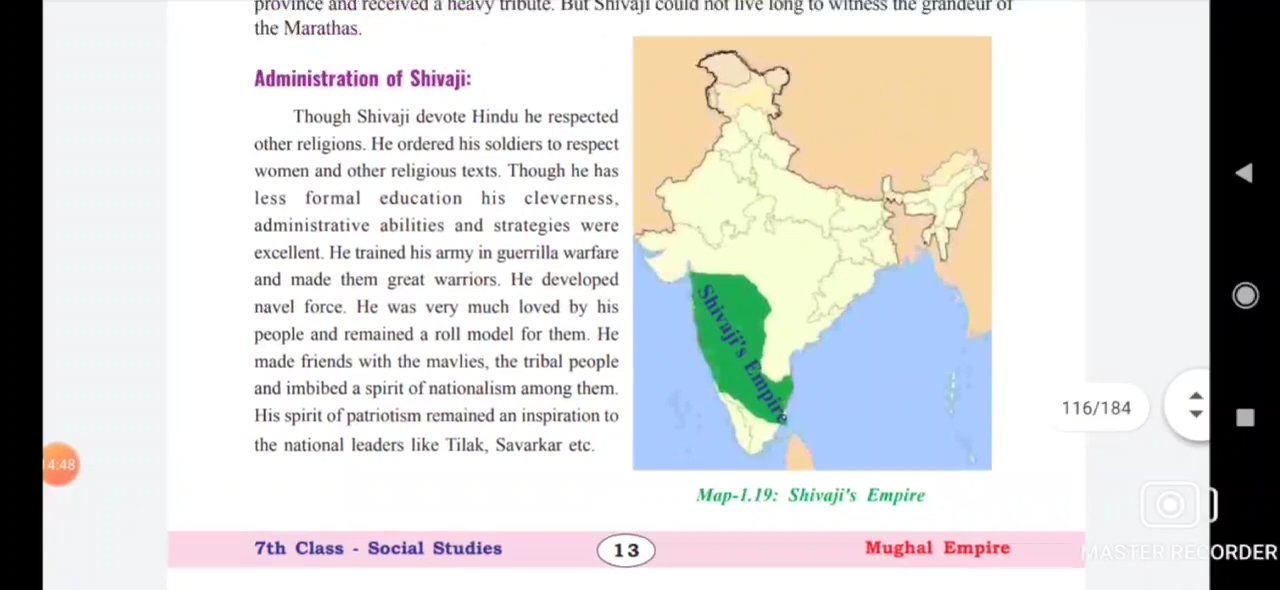 province and received a heavy tribute. But Shivaji could not live long to witness the grandeur of
the Marathas.
Administration of Shivaji:
Though Shivaji devote Hindu he respected
other religions. He ordered his soldiers to respect
women and other religious texts. Though he has
less formal education his cleverness,
administrative abilities and strategies were
excellent. He trained his army in guerrilla warfare
and made them great warriors. He developed
navel force. He was very much loved by his
people and remained a roll model for them. He
made friends with the mavlies, the tribal people
and imbibed a spirit of nationalism among them.
His spirit of patriotism remained an inspiration to
the national leaders like Tilak, Savarkar etc.
Shivaji's Empire
Map-1.19: Shivaji's Empire
7th Class - Social Studies
13
Mughal Empire
116/184
14:48
MASTER RECORDER